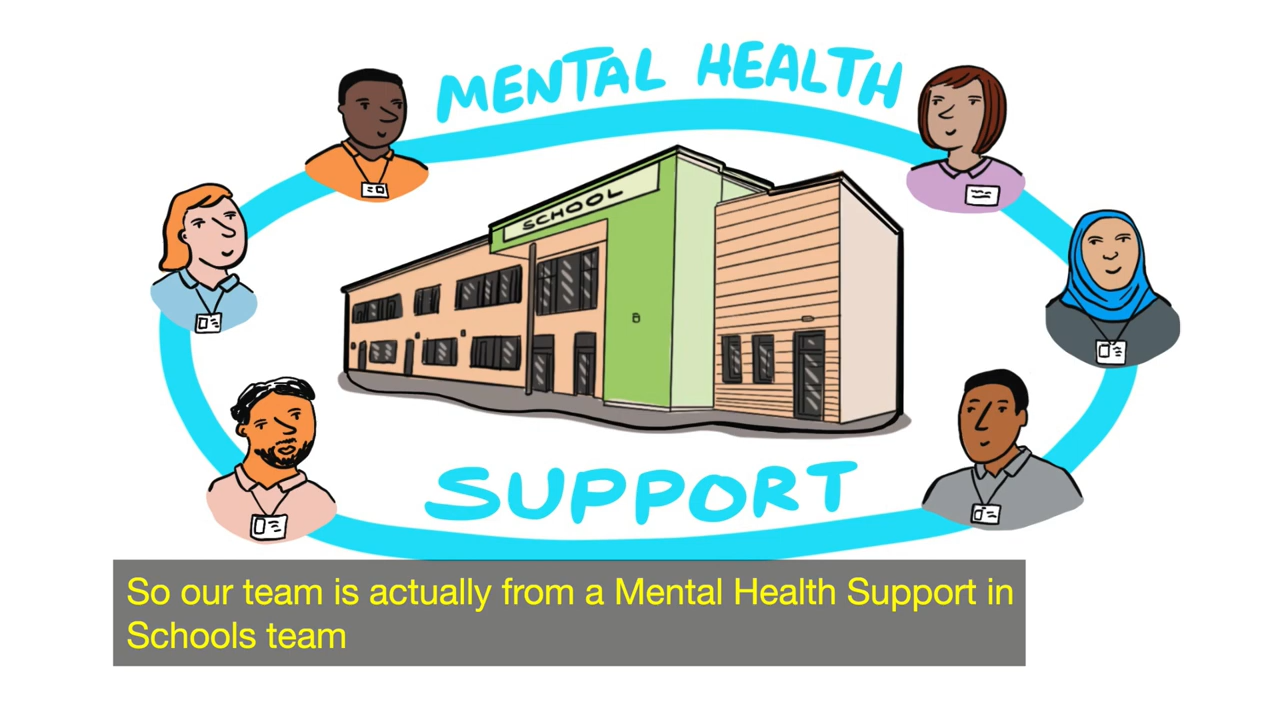 MENTAL HEALTH
SCHOOL
SUPPORT
So our team is actually from a Mental Health Support in
Schools team